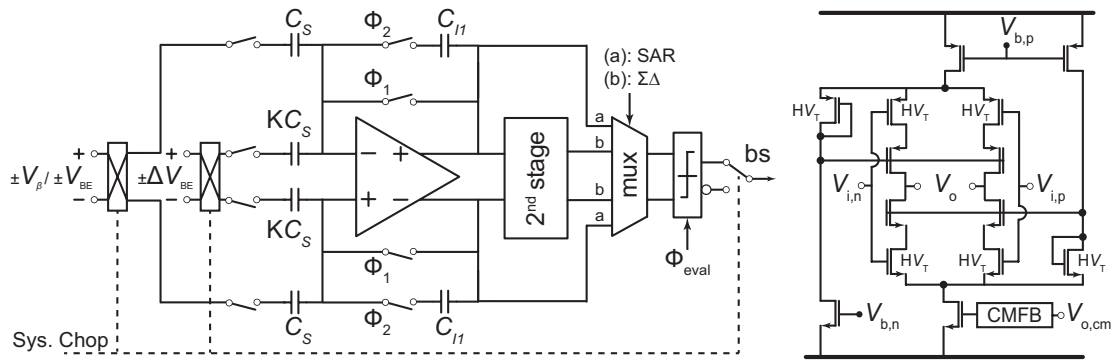 C_S Φ_2 C_I1
(a): SAR
(b): ΣΔ
Φ_1
KC_S
a
b
+ + − +
±V_β/±V_BE ±ΔV_BE
− − + −
2nd stage
mux
bs
KC_S
b
a
Φ_1
Φ_eval
Φ_2
C_S C_I1
Sys. Chop
V_b,p
HV_T HV_T HV_T
V_i,n V_o V_i,p
HV_T HV_T HV_T
V_b,n CMFB V_o,cm